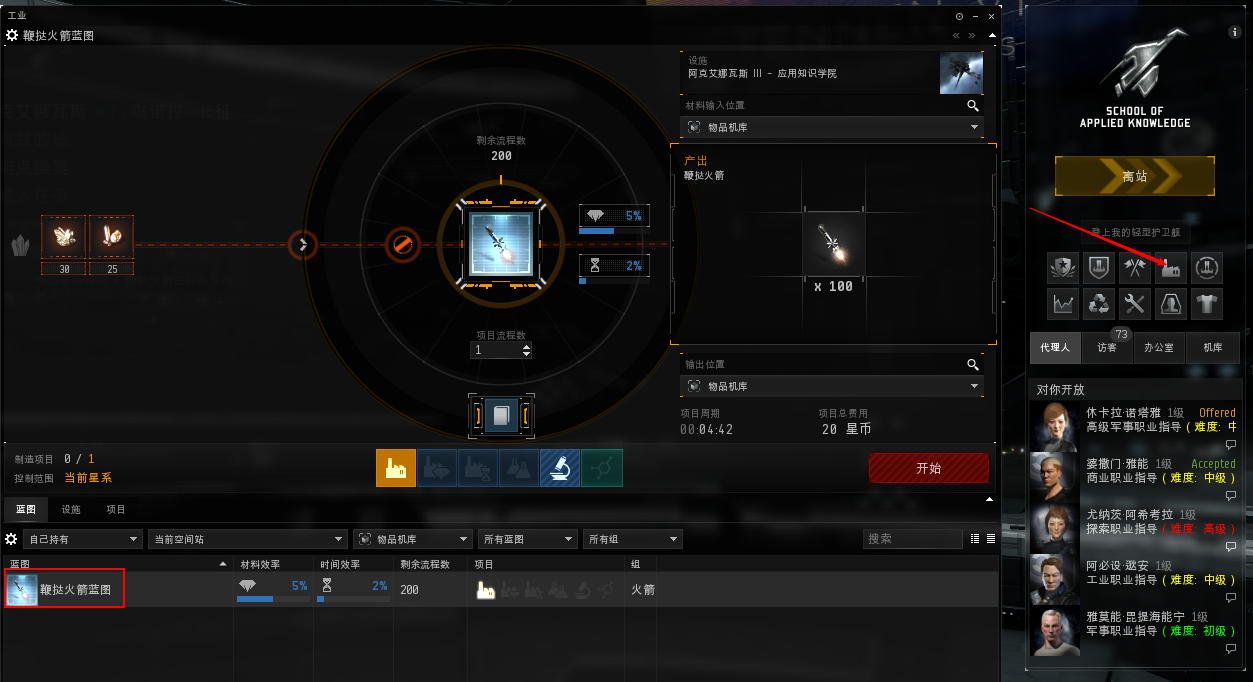 工业
鞭挞火箭蓝图
剩余流程数
200
30
25
5%
2%
项目流程数
1
设施
阿克艾娜瓦斯 III - 应用知识学院
材料输入位置
物品机库
产出
鞭挞火箭
x 100
输出位置
物品机库
项目周期
00:04:42
项目总费用
20 星币
制造项目 0 / 1
控制范围 当前星系
开始
蓝图
设施
项目
自己持有
当前空间站
物品机库
所有蓝图
所有组
搜索
蓝图
材料效率
时间效率
剩余流程数
项目
组
鞭挞火箭蓝图
5%
2%
200
火箭
SCHOOL OF
APPLIED KNOWLEDGE
离站
登上我的轻型护卫舰
代理人
访客
73
办公室
机库
对你开放
休卡拉·诺塔雅 1级 Offered
高级军事职业指导 ( 难度: 中
婆撒门·雅能 1级 Accepted
商业职业指导 ( 难度: 中级 )
尤纳茨·阿希考拉 1级
探索职业指导 ( 难度: 高级 )
阿必设·邈安 1级
工业职业指导 ( 难度: 中级 )
雅莫能·毘提海能宁 1级
军事职业指导 ( 难度: 初级 )